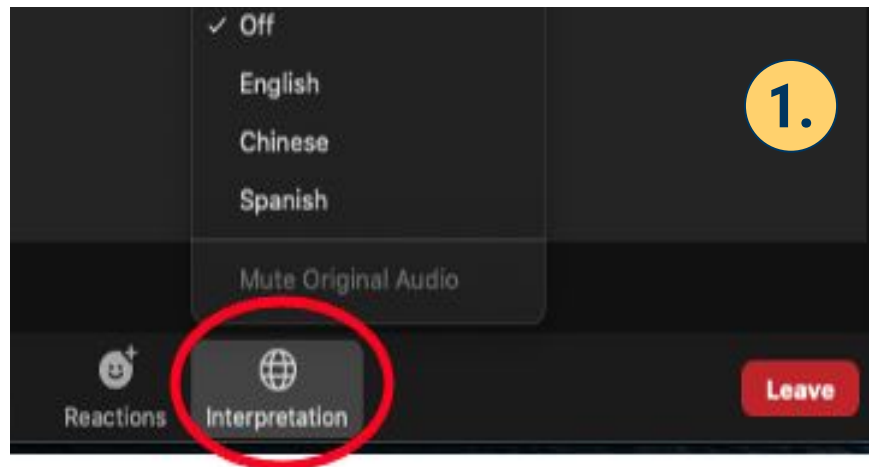 ✓ Off
English
1.
Chinese
Spanish
Mute Original Audio
Reactions
Interpretation
Leave